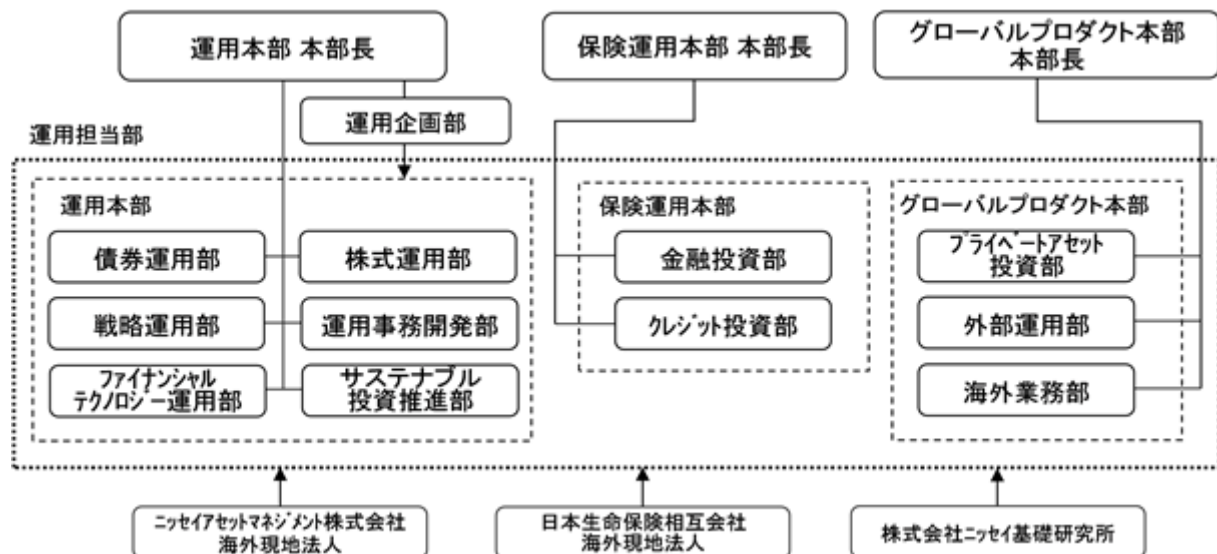 運用本部 本部長
保険運用本部 本部長
グローバルプロダクト本部
本部長
運用企画部
運用担当部
運用本部
債券運用部
株式運用部
戦略運用部
運用事務開発部
ファイナンシャル
テクノロジー運用部
サステナブル
投資推進部
保険運用本部
金融投資部
クレジット投資部
グローバルプロダクト本部
プライベートアセット
投資部
外部運用部
海外業務部
ニッセイアセットマネジメント株式会社
海外現地法人
日本生命保険相互会社
海外現地法人
株式会社ニッセイ基礎研究所